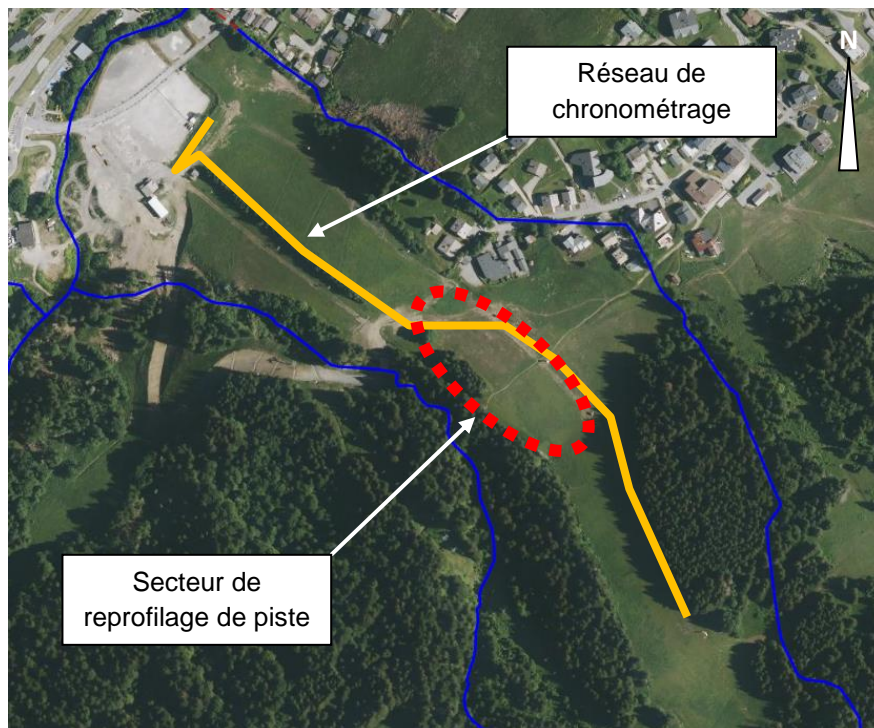 N
Réseau de
chronométrage
Secteur de
reprofilage de piste